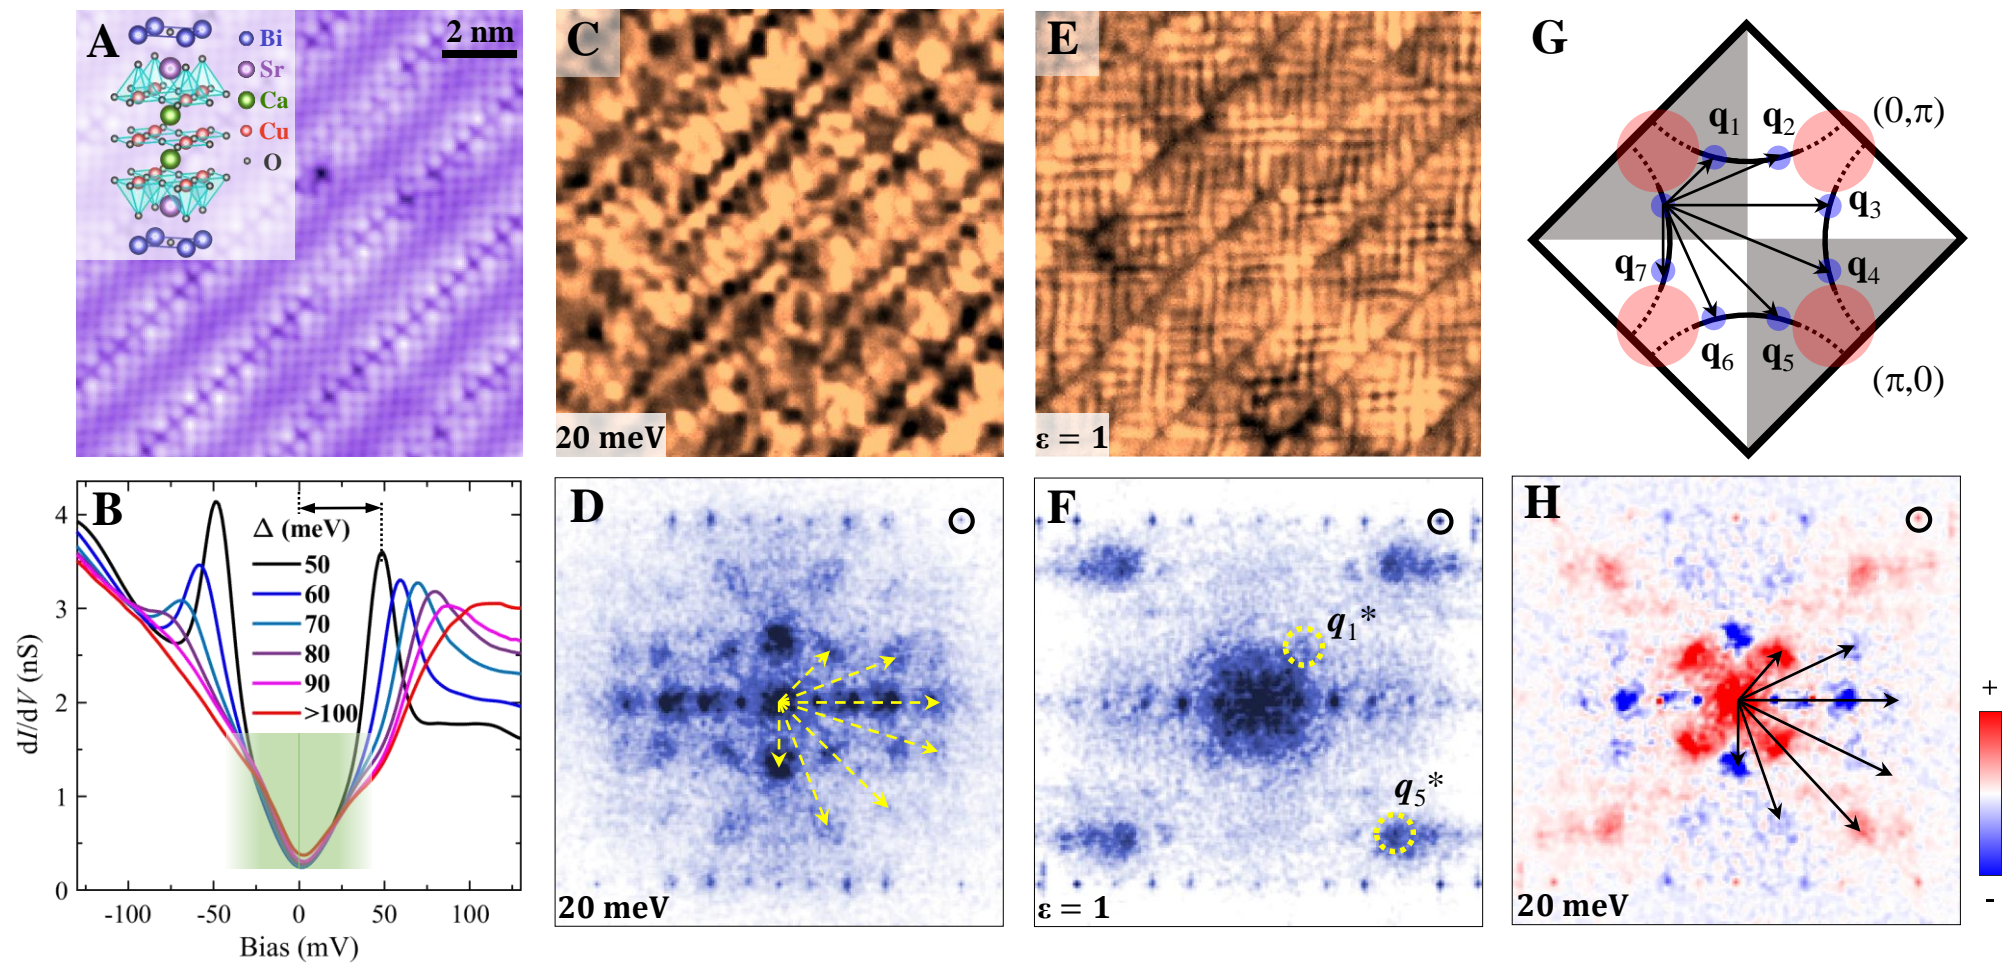 A
Bi
Sr
Ca
Cu
O
2 nm
B
Δ (meV)
50
60
70
80
90
>100
4
3
2
1
0
-100
-50
0
50
100
dI/dV (nS)
Bias (mV)
C
20 meV
D
20 meV
E
ε = 1
F
q1*
q5*
ε = 1
G
(0,π)
q1
q2
q3
q4
q7
q6
q5
(π,0)
H
20 meV
+
-